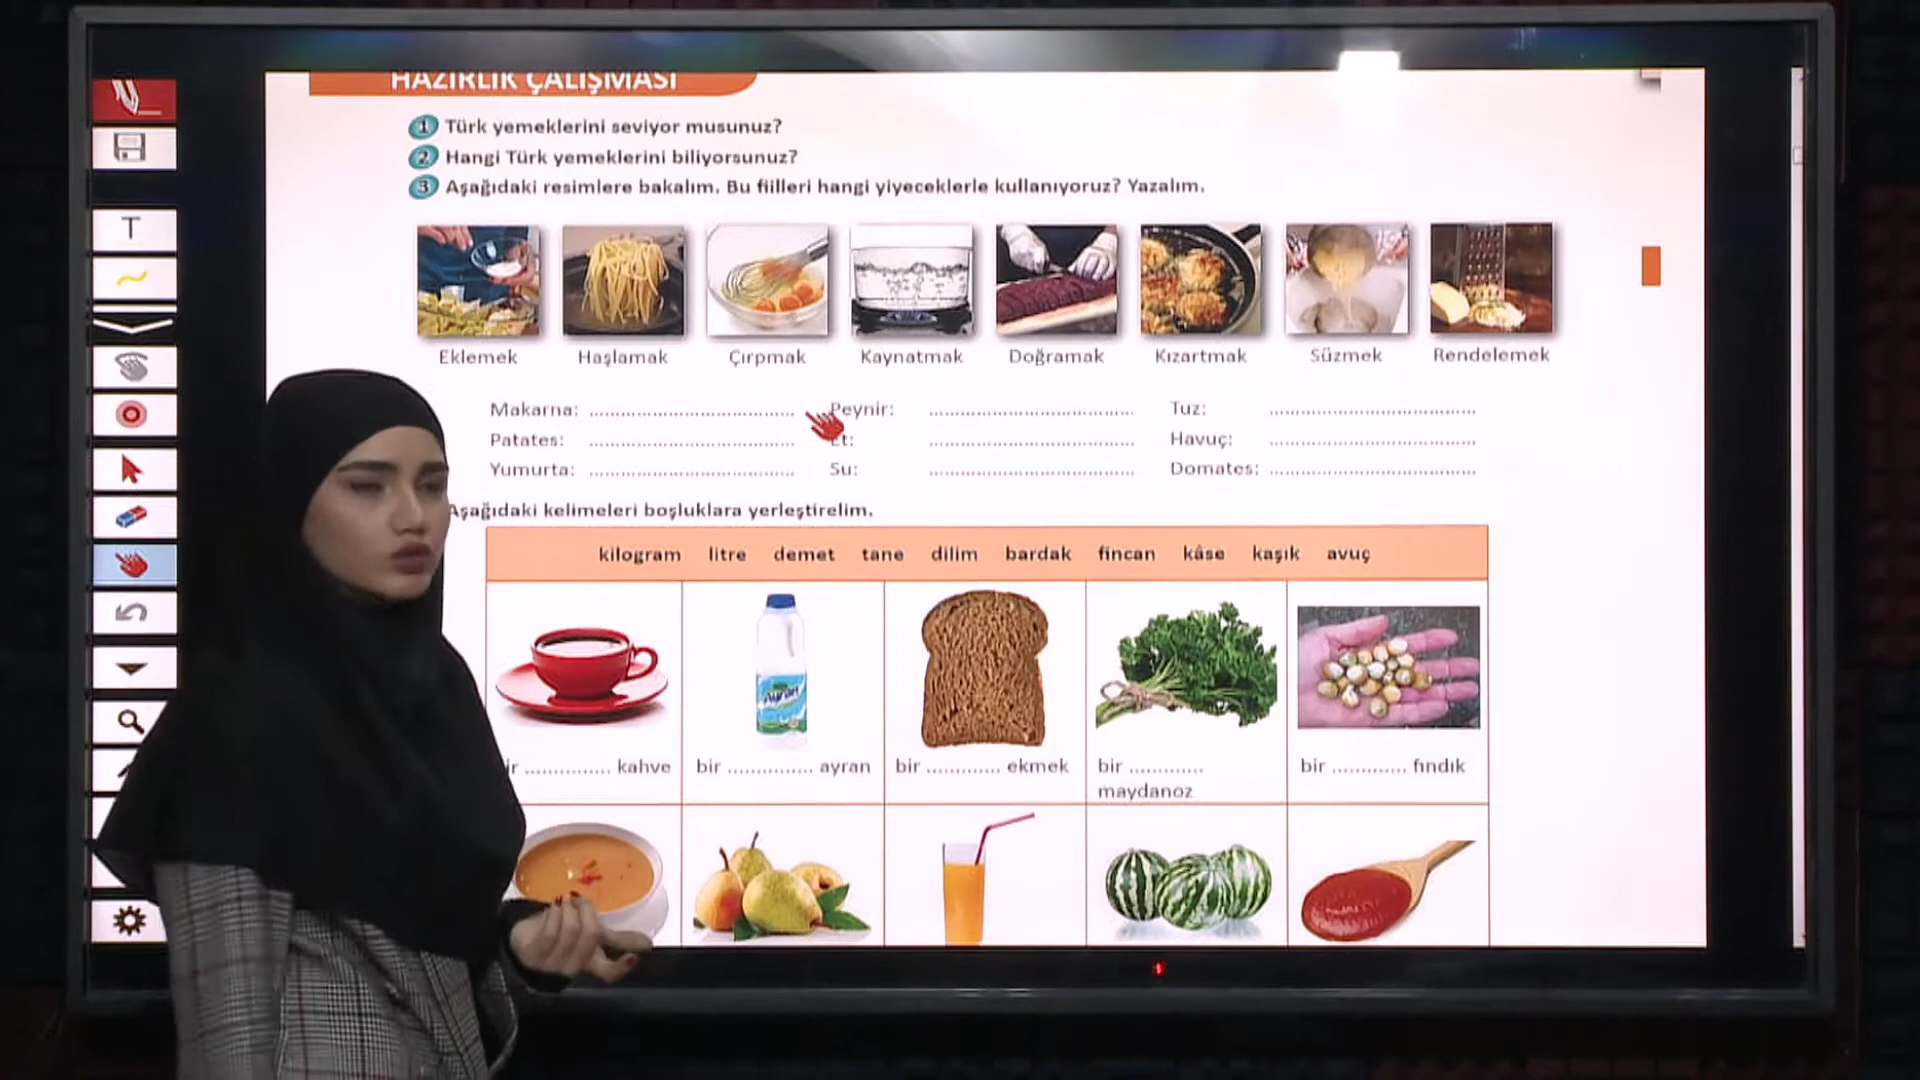 HAZIRLIK ÇALIŞMASI
1 Türk yemeklerini seviyor musunuz?
2 Hangi Türk yemeklerini biliyorsunuz?
3 Aşağıdaki resimlere bakalım. Bu fiilleri hangi yiyeceklerle kullanıyoruz? Yazalım.
Eklemek Haşlamak Çırpmak Kaynatmak Doğramak Kızartmak Süzmek Rendelemek
Makarna: .................................... Peynir: .................................... Tuz: ....................................
Patates: .................................... Et: .................................... Havuç: ....................................
Yumurta: .................................... Su: .................................... Domates: ....................................
Aşağıdaki kelimeleri boşluklara yerleştirelim.
kilogram litre demet tane dilim bardak fincan kâse kaşık avuç
Ayran
ir ............... kahve bir ............... ayran bir ............. ekmek bir ............. bir ............. fındık
maydanoz
T